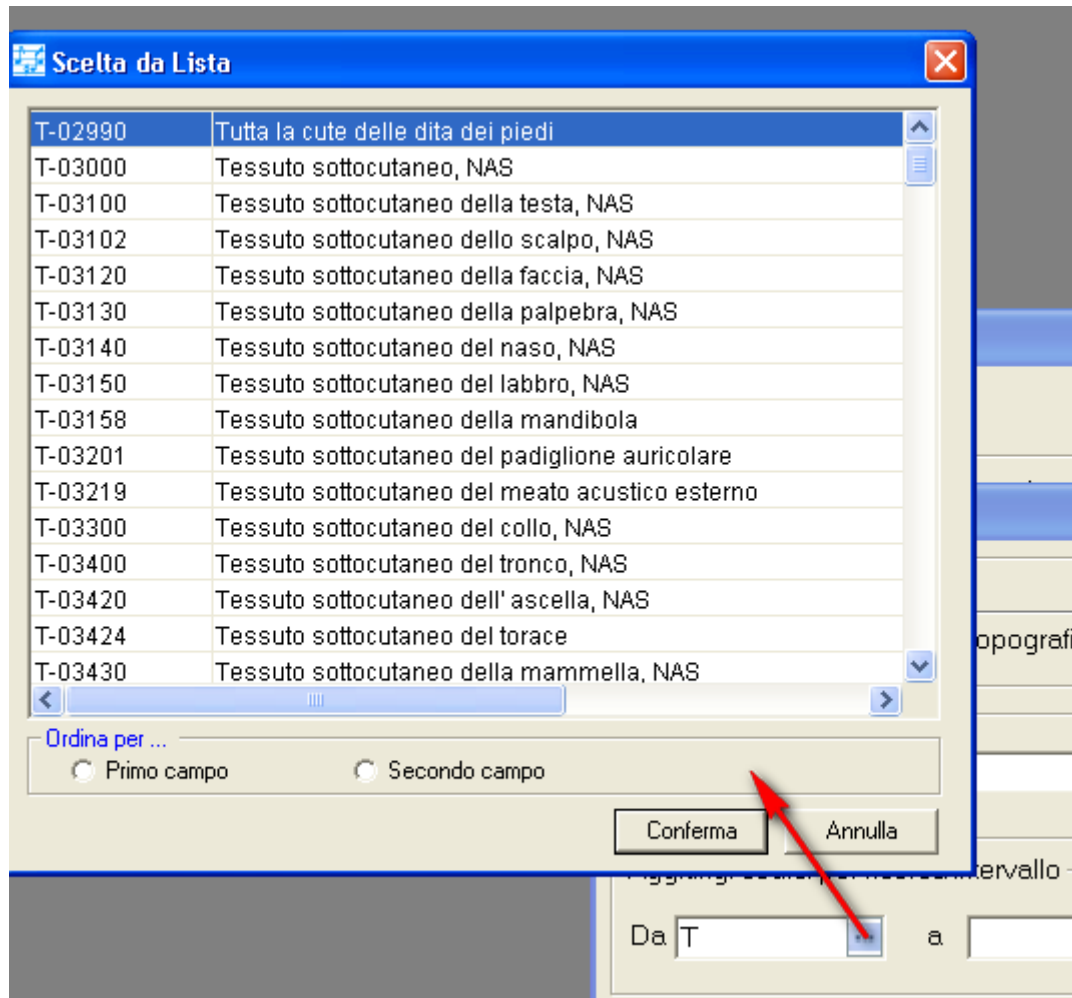 Scelta da Lista
T-02990 Tutta la cute delle dita dei piedi
T-03000 Tessuto sottocutaneo, NAS
T-03100 Tessuto sottocutaneo della testa, NAS
T-03102 Tessuto sottocutaneo dello scalpo, NAS
T-03120 Tessuto sottocutaneo della faccia, NAS
T-03130 Tessuto sottocutaneo della palpebra, NAS
T-03140 Tessuto sottocutaneo del naso, NAS
T-03150 Tessuto sottocutaneo del labbro, NAS
T-03158 Tessuto sottocutaneo della mandibola
T-03201 Tessuto sottocutaneo del padiglione auricolare
T-03219 Tessuto sottocutaneo del meato acustico esterno
T-03300 Tessuto sottocutaneo del collo, NAS
T-03400 Tessuto sottocutaneo del tronco, NAS
T-03420 Tessuto sottocutaneo dell' ascella, NAS
T-03424 Tessuto sottocutaneo del torace
opografi
T-03430 Tessuto sottocutaneo della mammella, NAS
Ordina per ...
Primo campo Secondo campo
Conferma Annulla
ervallo
Da T ... a